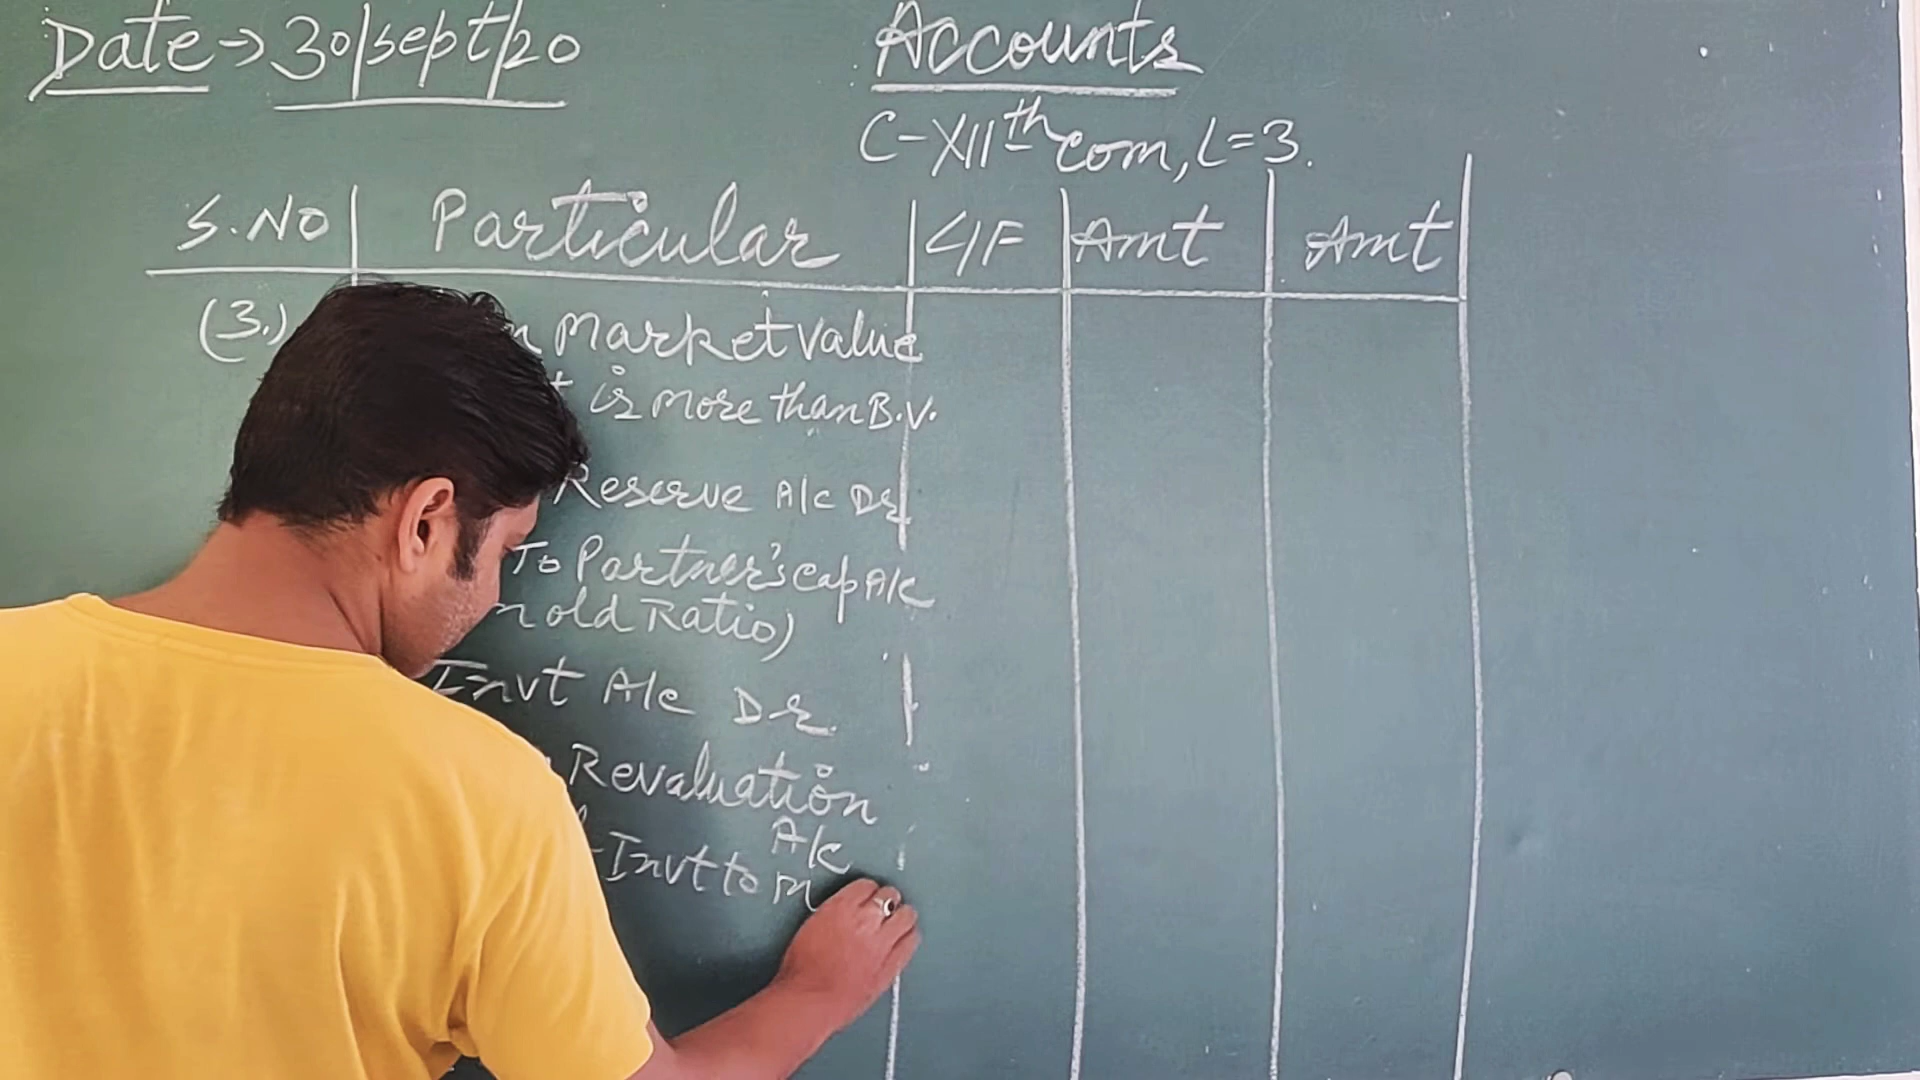 Date → 30/sept/20
Accounts
C-XIIth com, L=3.
S.NO Particular L/F Amt Amt
(3.) Market value
is more than B.V.
Reserve A/c Dr.
To Partner's cap A/c
old Ratio)
Invt A/c Dr.
Revaluation
A/c
Invt to m